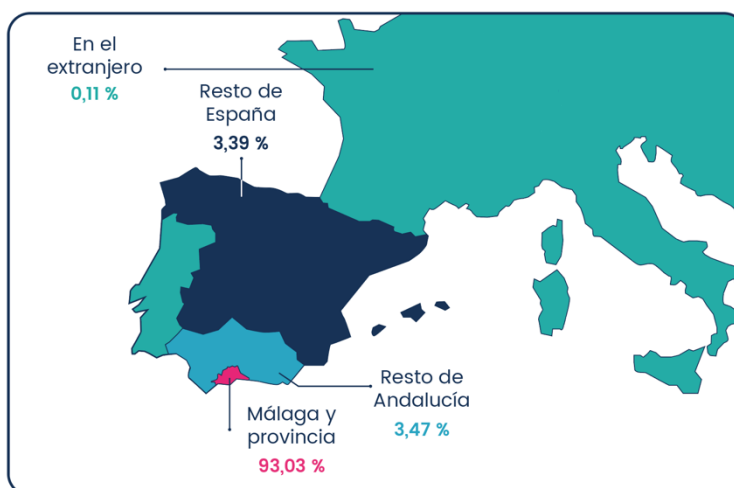 En el
extranjero
0,11 %
Resto de
España
3,39 %
Resto de
Andalucía
3,47 %
Málaga y
provincia
93,03 %